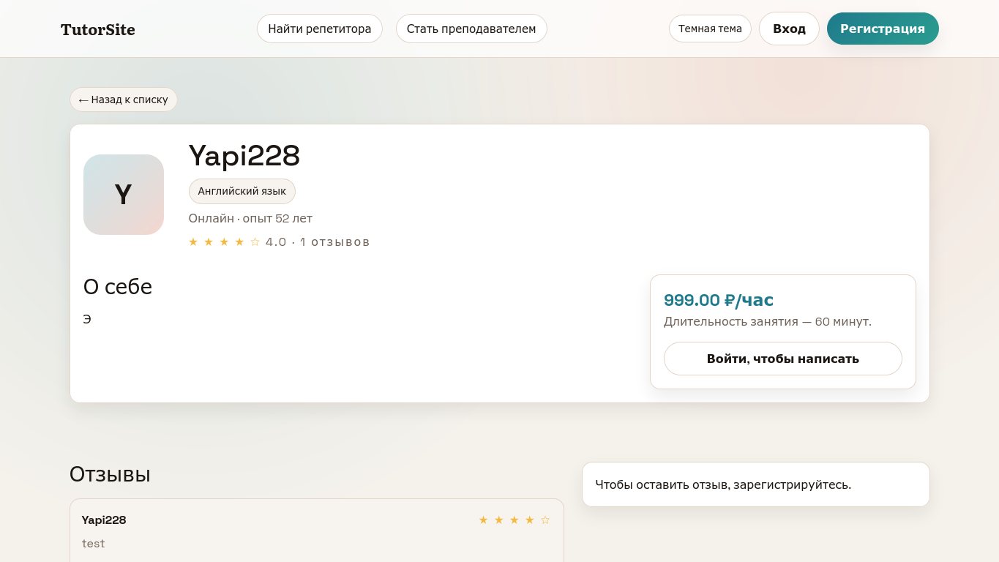 TutorSite
Найти репетитора
Стать преподавателем
Темная тема
Вход
Регистрация
← Назад к списку
Y
Yapi228
Английский язык
Онлайн · опыт 52 лет
★ ★ ★ ★ ☆ 4.0 · 1 отзывов
О себе
Э
999.00 ₽/час
Длительность занятия — 60 минут.
Войти, чтобы написать
Отзывы
Yapi228 ★ ★ ★ ★ ☆
test
Чтобы оставить отзыв, зарегистрируйтесь.